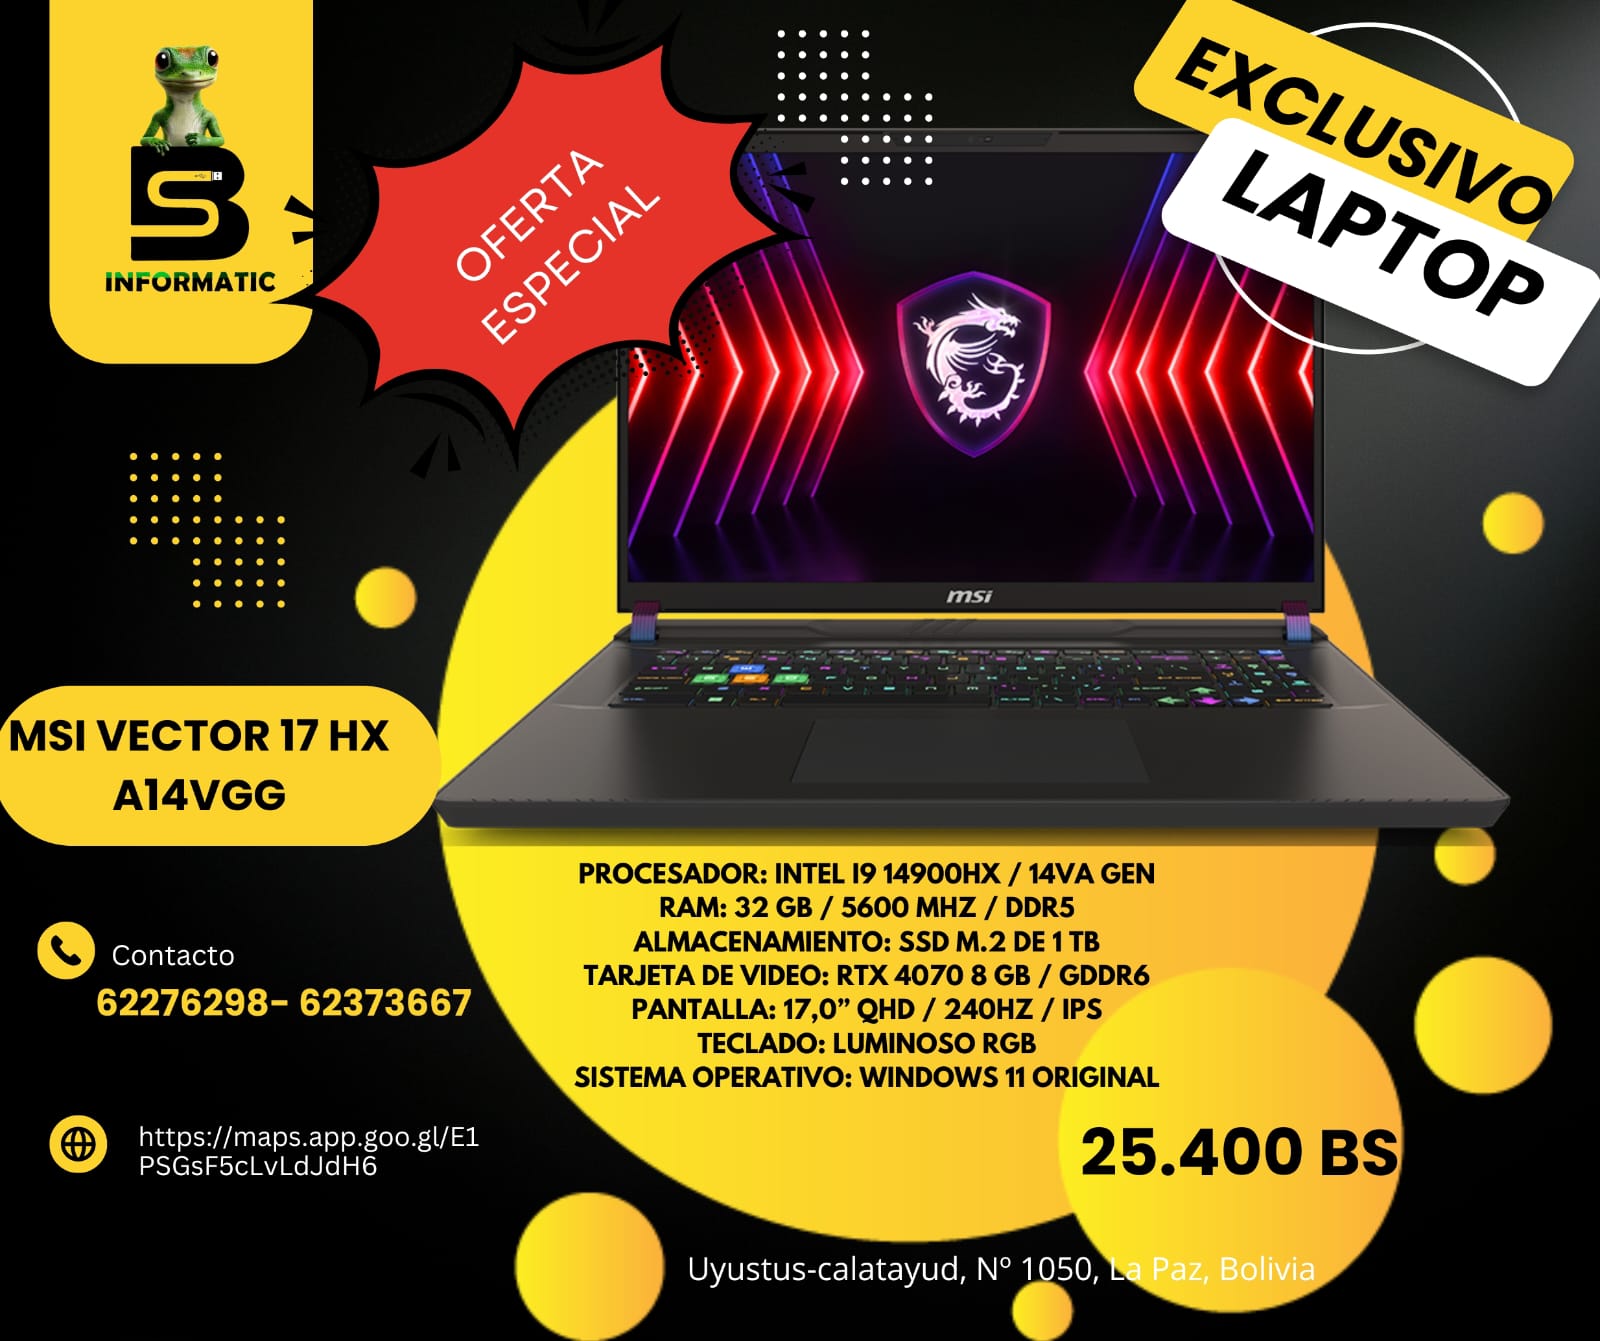 BS
INFORMATIC
OFERTA
ESPECIAL
EXCLUSIVO
LAPTOP
msi
MSI VECTOR 17 HX
A14VGG
PROCESADOR: INTEL I9 14900HX / 14VA GEN
RAM: 32 GB / 5600 MHZ / DDR5
ALMACENAMIENTO: SSD M.2 DE 1 TB
TARJETA DE VIDEO: RTX 4070 8 GB / GDDR6
PANTALLA: 17,0” QHD / 240HZ / IPS
TECLADO: LUMINOSO RGB
SISTEMA OPERATIVO: WINDOWS 11 ORIGINAL
Contacto
62276298- 62373667
https://maps.app.goo.gl/E1
PSGsF5cLvLdJdH6
25.400 BS
Uyustus-calatayud, Nº 1050, La Paz, Bolivia